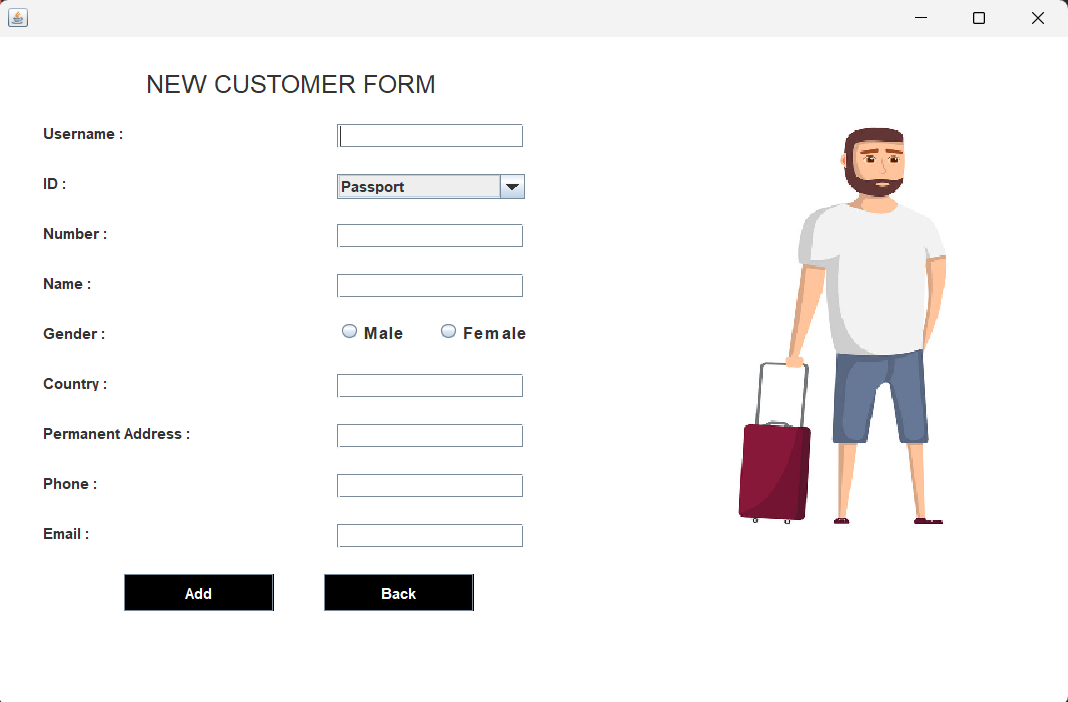 NEW CUSTOMER FORM
Username :
ID :
Passport
Number :
Name :
Gender :
Male
Female
Country :
Permanent Address :
Phone :
Email :
Add
Back